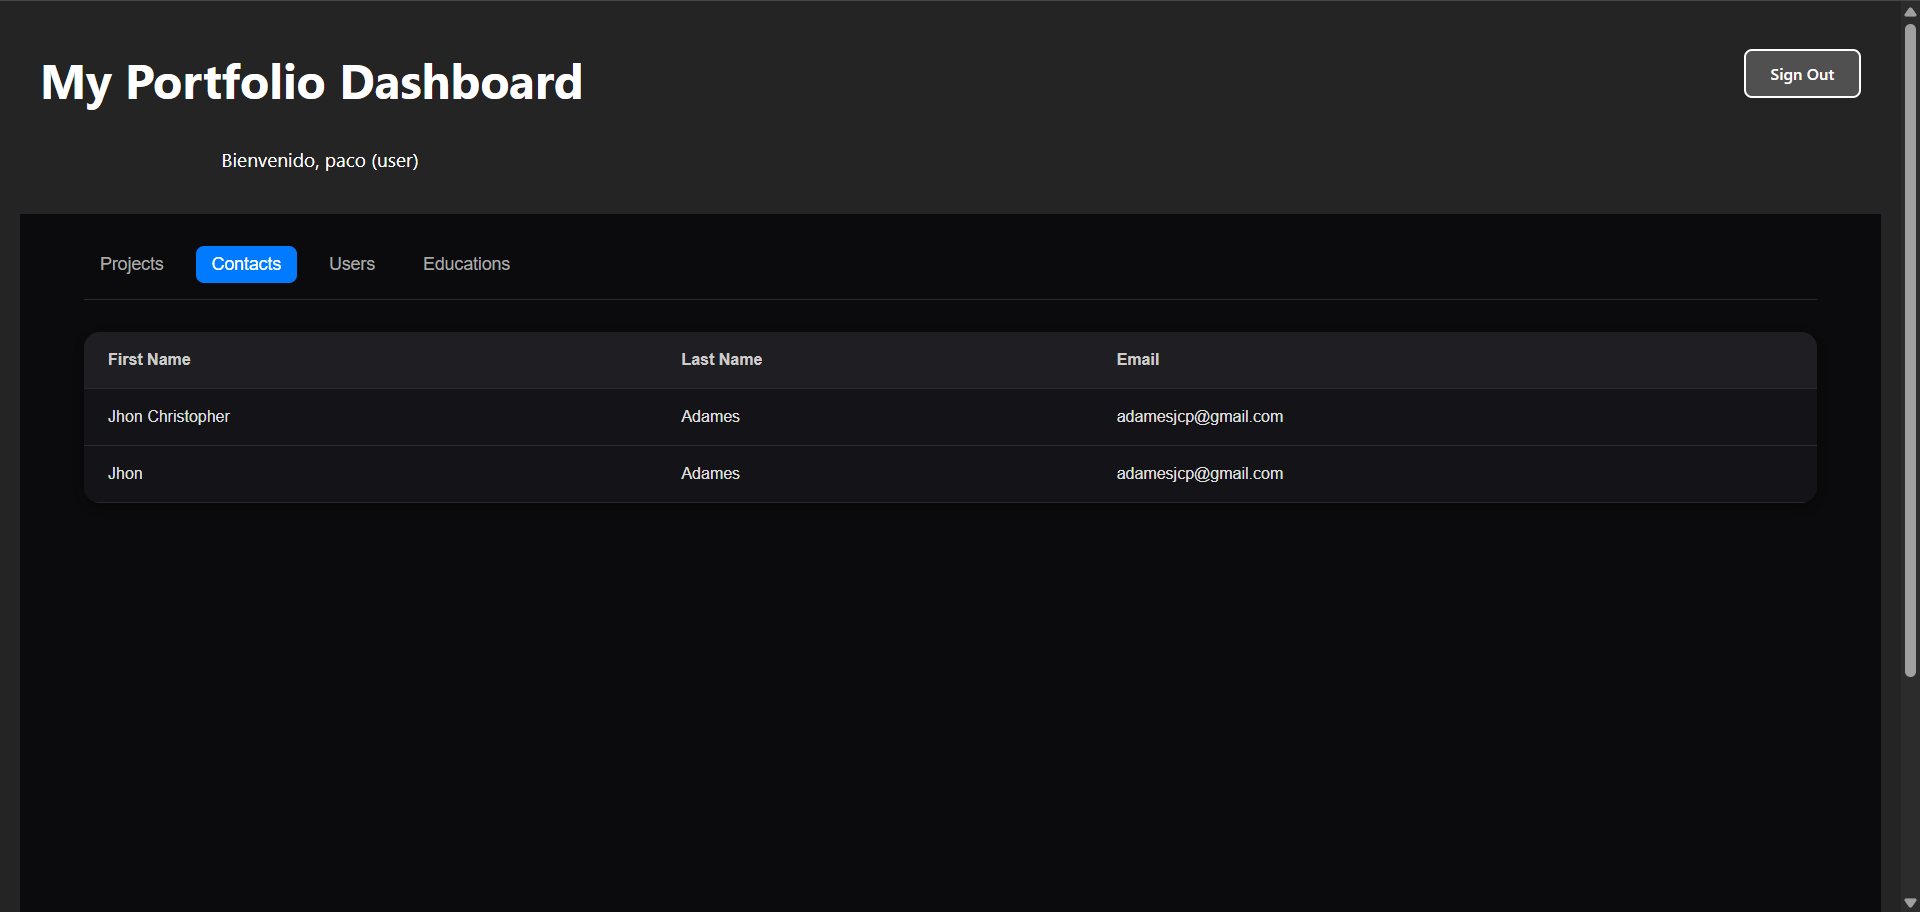 My Portfolio Dashboard
Sign Out
Bienvenido, paco (user)
Projects Contacts Users Educations
First Name Last Name Email
Jhon Christopher Adames adamesjcp@gmail.com
Jhon Adames adamesjcp@gmail.com